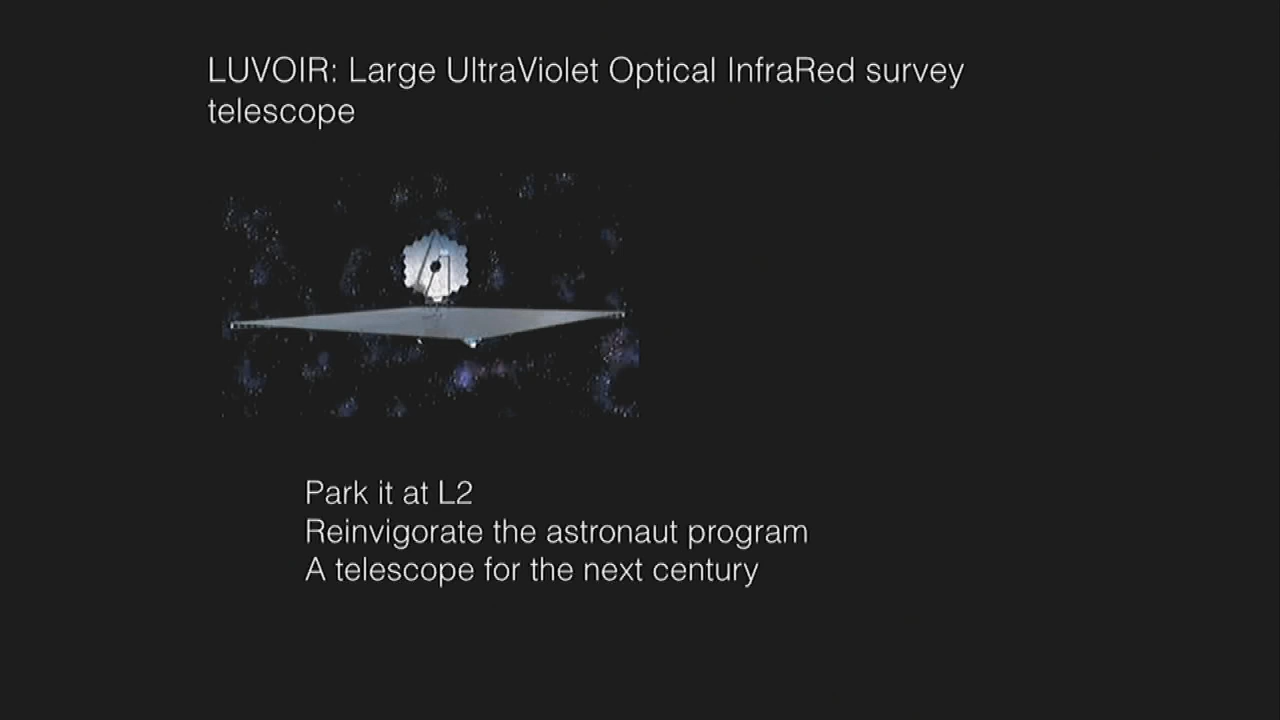 LUVOIR: Large UltraViolet Optical InfraRed survey
telescope
Park it at L2
Reinvigorate the astronaut program
A telescope for the next century